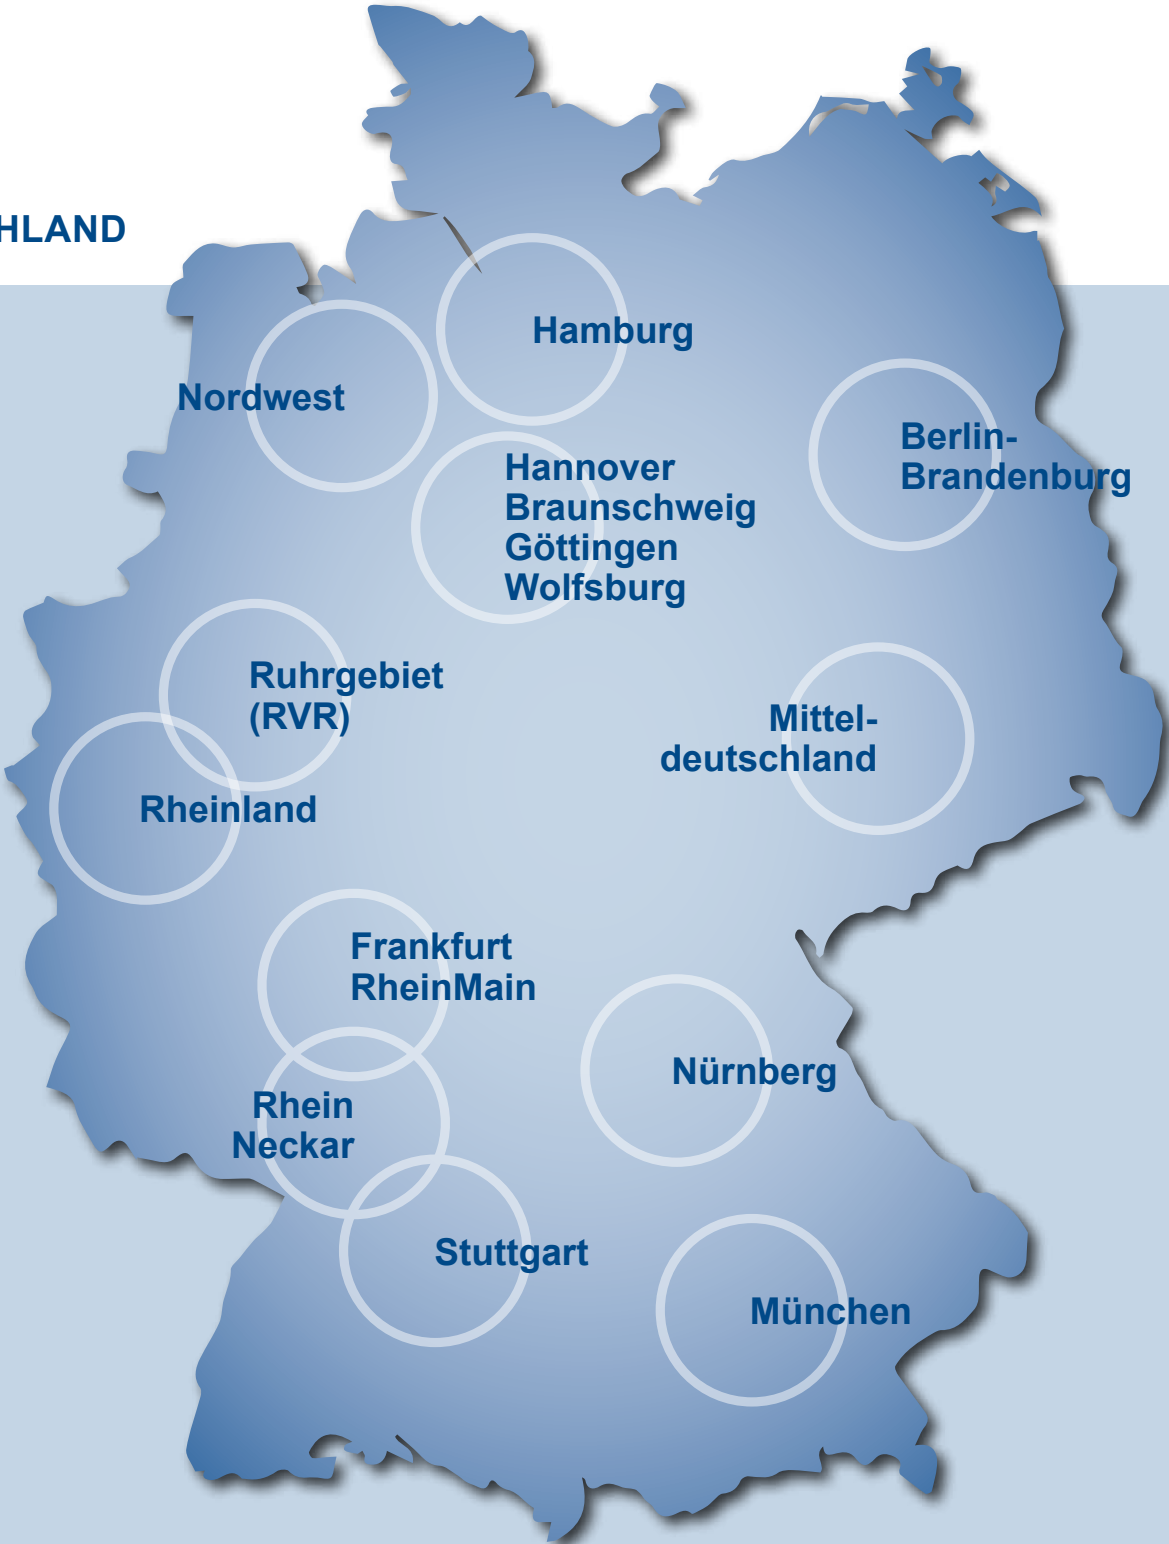 HLAND
Hamburg
Nordwest
Berlin-
Brandenburg
Hannover
Braunschweig
Göttingen
Wolfsburg
Ruhrgebiet
(RVR)
Mittel-
deutschland
Rheinland
Frankfurt
RheinMain
Nürnberg
Rhein
Neckar
Stuttgart
München